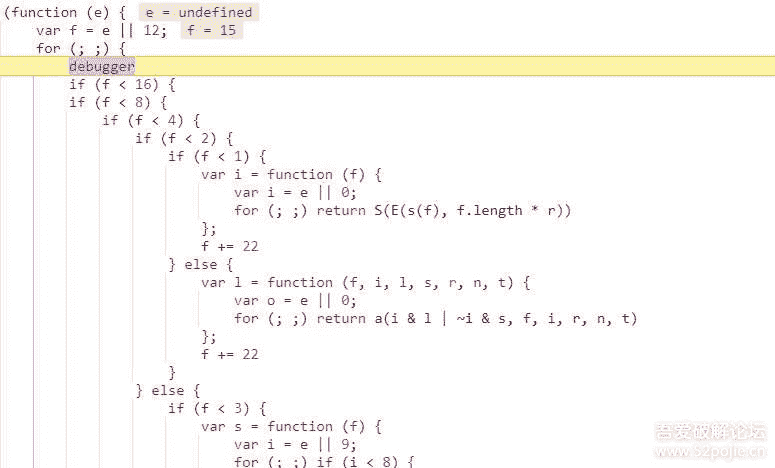 (function (e) { e = undefined
var f = e || 12; f = 15
for (; ;) {
debugger
if (f < 16) {
if (f < 8) {
if (f < 4) {
if (f < 2) {
if (f < 1) {
var i = function (f) {
var i = e || 0;
for (; ;) return S(E(s(f), f.length * r))
};
f += 22
} else {
var l = function (f, i, l, s, r, n, t) {
var o = e || 0;
for (; ;) return a(i & l | ~i & s, f, i, r, n, t)
};
f += 22
}
} else {
if (f < 3) {
var s = function (f) {
var i = e || 9;
for (; ;) if (i < 8) {
吾爱破解论坛
www.52pojie.cn